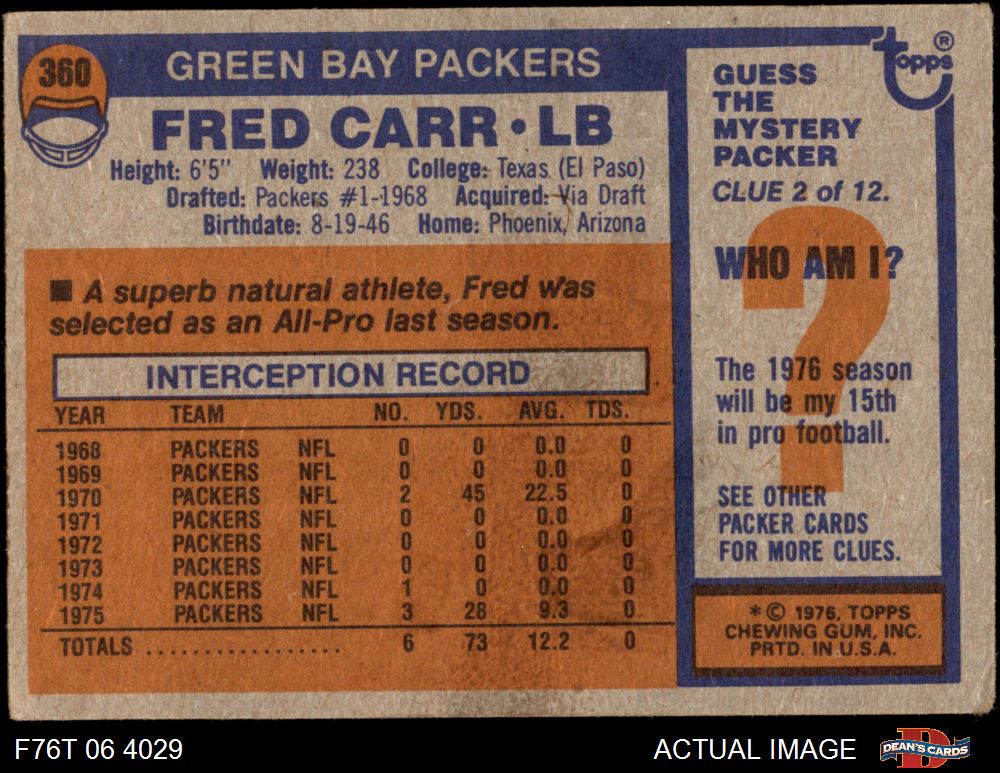 360
GREEN BAY PACKERS
FRED CARR • LB
Height: 6'5" Weight: 238 College: Texas (El Paso)
Drafted: Packers #1-1968 Acquired: Via Draft
Birthdate: 8-19-46 Home: Phoenix, Arizona
■ A superb natural athlete, Fred was
selected as an All-Pro last season.
INTERCEPTION RECORD
YEAR TEAM NO. YDS. AVG. TDS.
1968 PACKERS NFL 0 0 0.0 0
1969 PACKERS NFL 0 0 0.0 0
1970 PACKERS NFL 2 45 22.5 0
1971 PACKERS NFL 0 0 0.0 0
1972 PACKERS NFL 0 0 0.0 0
1973 PACKERS NFL 0 0 0.0 0
1974 PACKERS NFL 1 0 0.0 0
1975 PACKERS NFL 3 28 9.3 0
TOTALS ................. 6 73 12.2 0
topps ®
GUESS
THE
MYSTERY
PACKER
CLUE 2 of 12.
?
WHO AM I?
The 1976 season
will be my 15th
in pro football.
SEE OTHER
PACKER CARDS
FOR MORE CLUES.
* © 1976, TOPPS
CHEWING GUM, INC.
PRTD. IN U.S.A.
F76T 06 4029
ACTUAL IMAGE
DEAN'S CARDS